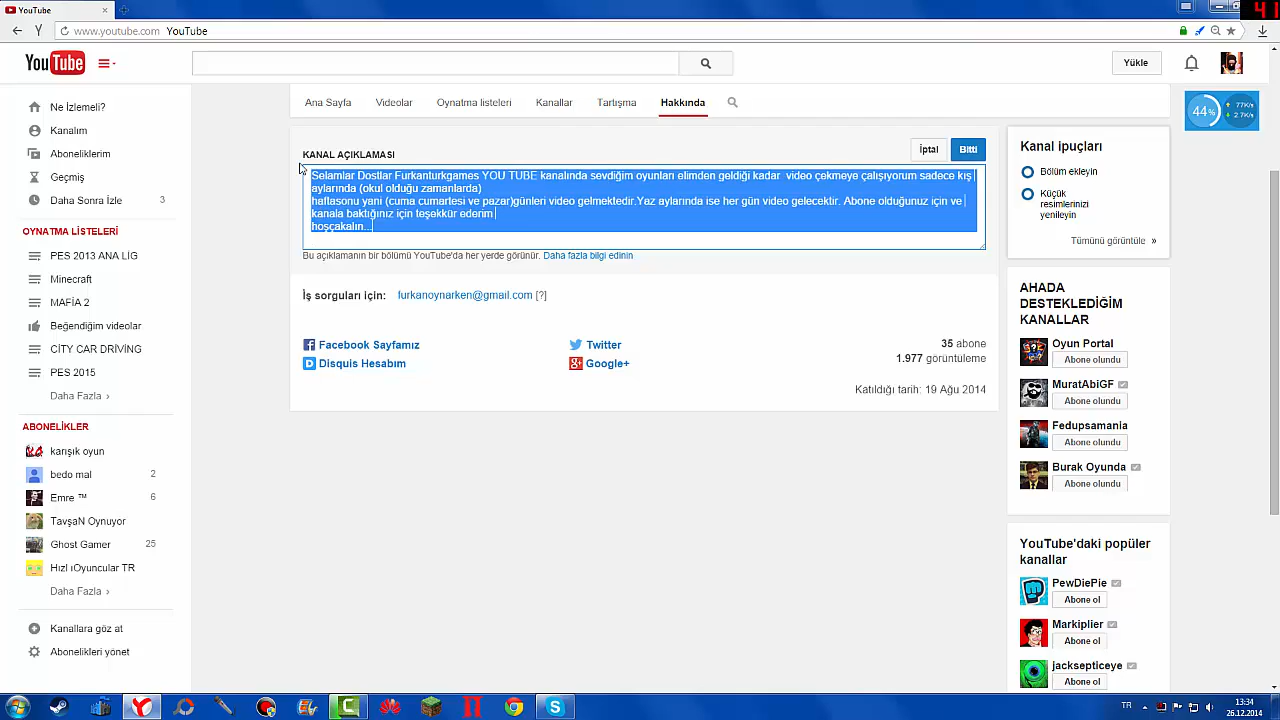 YouTube
41
www.youtube.com YouTube
You Tube
Yükle
77K/s
44%
2.7K/s
Ne İzlemeli?
Kanalım
Aboneliklerim
Geçmiş
Daha Sonra İzle 3
OYNATMA LİSTELERİ
PES 2013 ANA LİG
Minecraft
MAFİA 2
Beğendiğim videolar
CİTY CAR DRİVİNG
PES 2015
Daha Fazla ›
ABONELİKLER
karışık oyun
bedo mal 2
Emre ™ 6
TavşaN Oynuyor
Ghost Gamer 25
Hızlı ıOyuncular TR
Daha Fazla ›
Kanallara göz at
Abonelikleri yönet
Ana Sayfa Videolar Oynatma listeleri Kanallar Tartışma Hakkında
KANAL AÇIKLAMASI
İptal Bitti
Selamlar Dostlar Furkanturkgames YOU TUBE kanalında sevdiğim oyunları elimden geldiği kadar video çekmeye çalışıyorum sadece kış
aylarında (okul olduğu zamanlarda)
haftasonu yani (cuma cumartesi ve pazar)günleri video gelmektedir.Yaz aylarında ise her gün video gelecektir. Abone olduğunuz için ve
kanala baktığınız için teşekkür ederim
hoşçakalın...
Bu açıklamanın bir bölümü YouTube'da her yerde görünür. Daha fazla bilgi edinin
İş sorguları için: furkanoynarken@gmail.com [?]
Facebook Sayfamız
Twitter
Disquis Hesabım
Google+
35 abone
1.977 görüntüleme
Katıldığı tarih: 19 Ağu 2014
Kanal ipuçları
Bölüm ekleyin
Küçük
resimlerinizi
yenileyin
Tümünü görüntüle »
AHADA
DESTEKLEDİĞİM
KANALLAR
Oyun Portal
Abone olundu
MuratAbiGF
Abone olundu
Fedupsamania
Abone olundu
Burak Oyunda
Abone olundu
YouTube'daki popüler
kanallar
PewDiePie
Abone ol
Markiplier
Abone ol
jacksepticeye
Abone ol
TR
13:34
26.12.2014